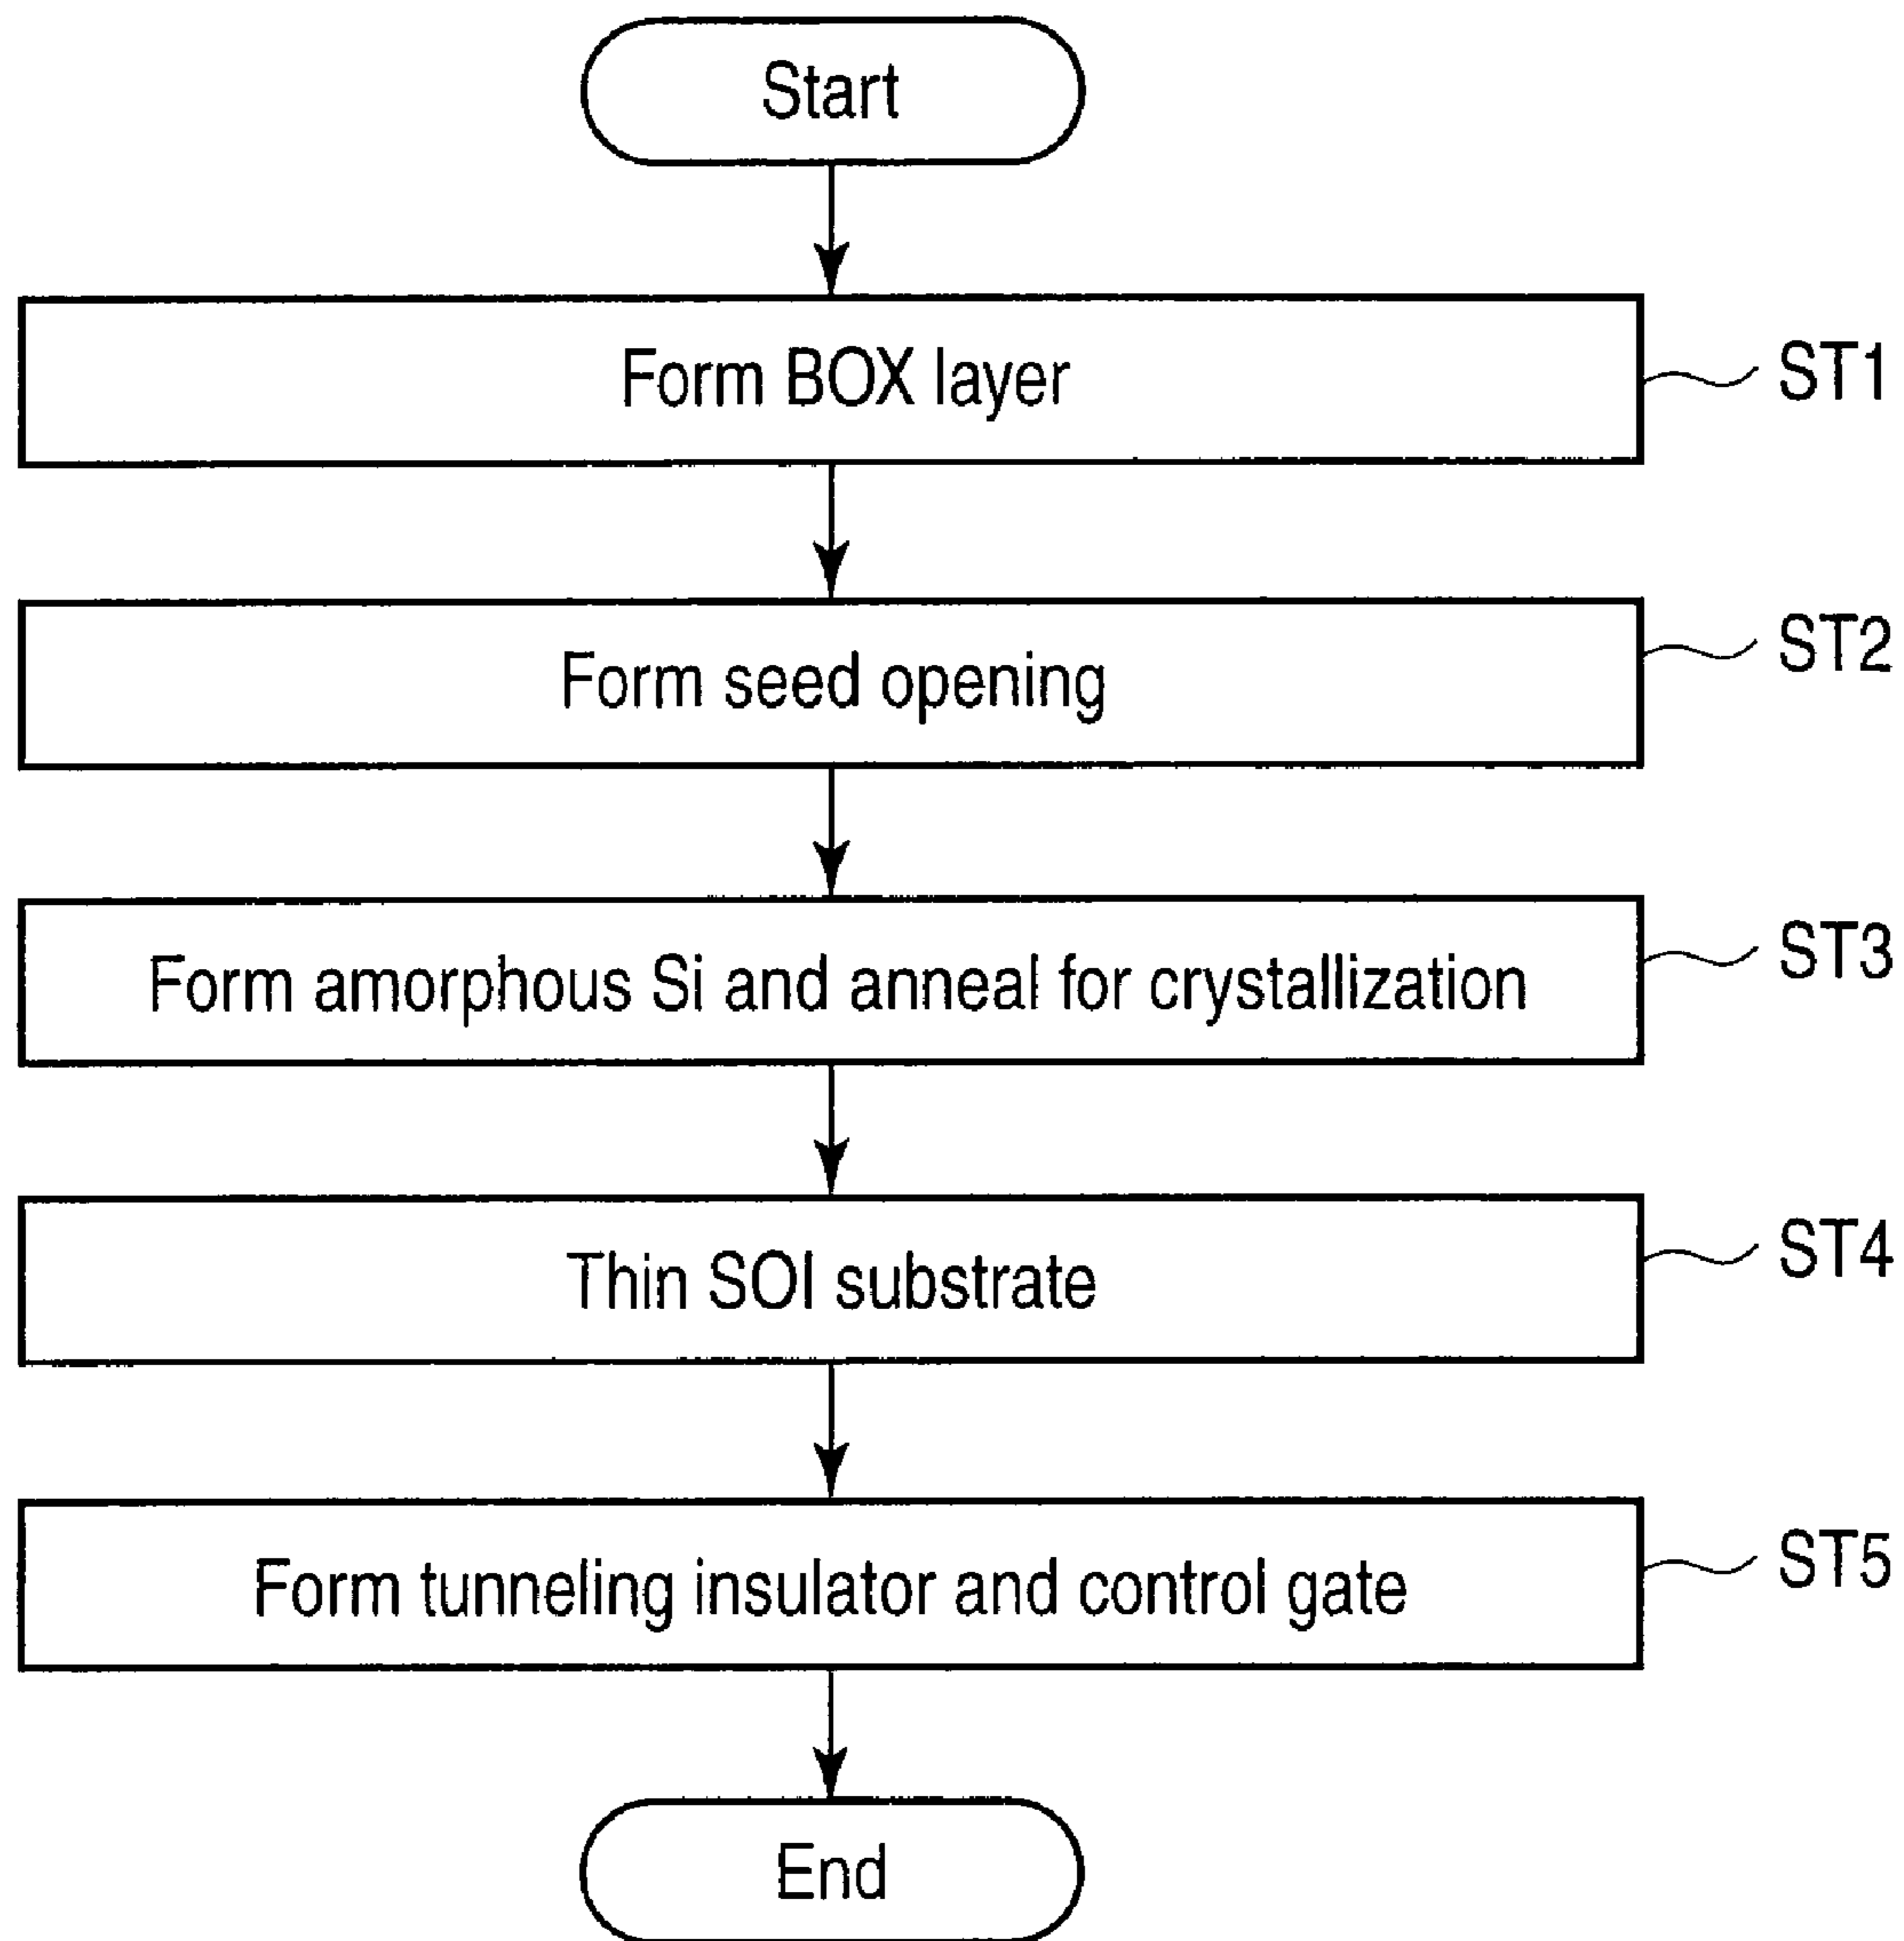 Start
Form BOX layer
ST1
Form seed opening
ST2
Form amorphous Si and anneal for crystallization
ST3
Thin SOI substrate
ST4
Form tunneling insulator and control gate
ST5
End